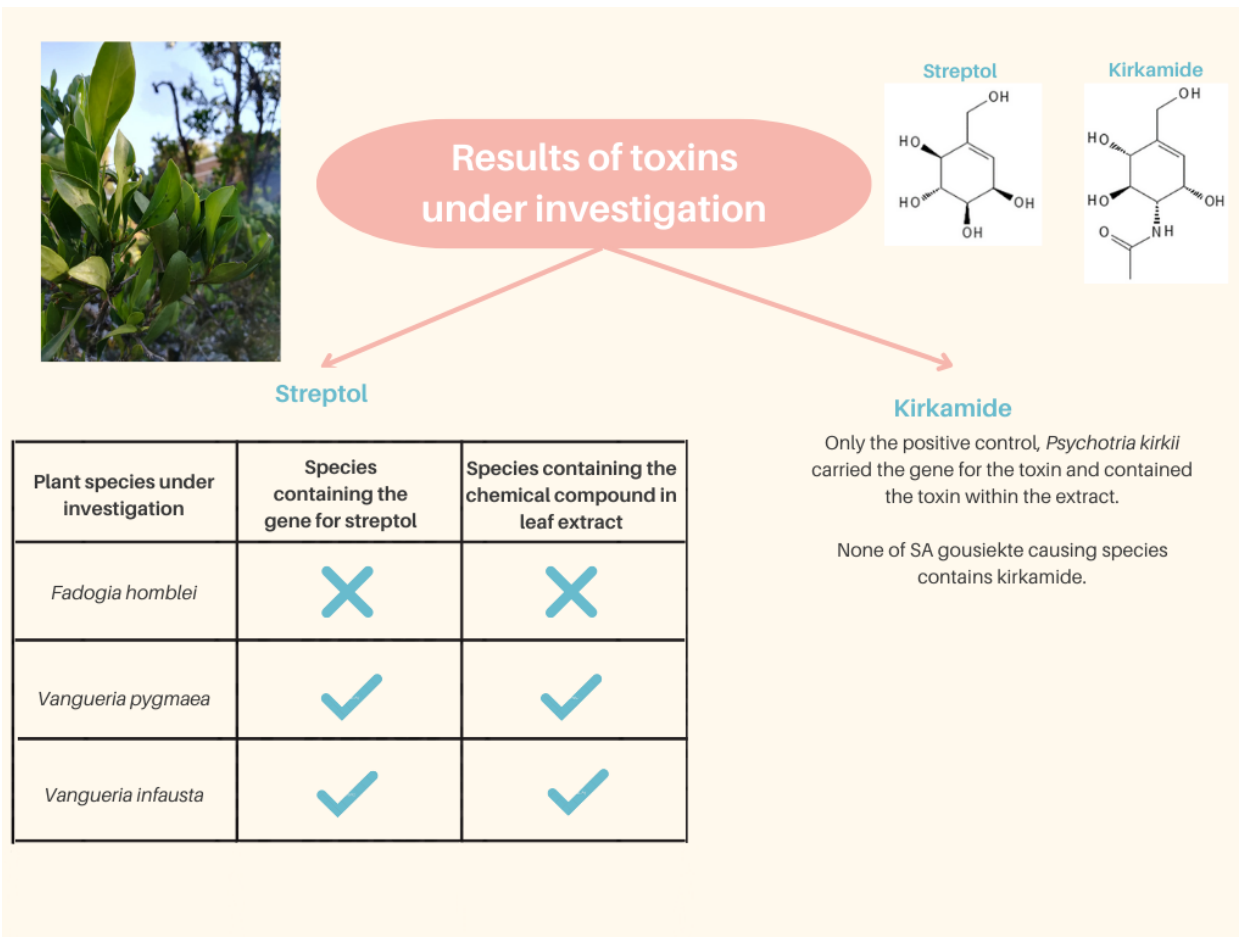 Streptol
Kirkamide
OH
HO
HO
OH
OH
OH
HO
HO
OH
O
NH
Results of toxins
under investigation
Streptol
Plant species under
investigation
Species
containing the
gene for streptol
Species containing the
chemical compound in
leaf extract
Fadogia homblei
Vangueria pygmaea
Vangueria infausta
Kirkamide
Only the positive control, Psychotria kirkii
carried the gene for the toxin and contained
the toxin within the extract.
None of SA gousiekte causing species
contains kirkamide.